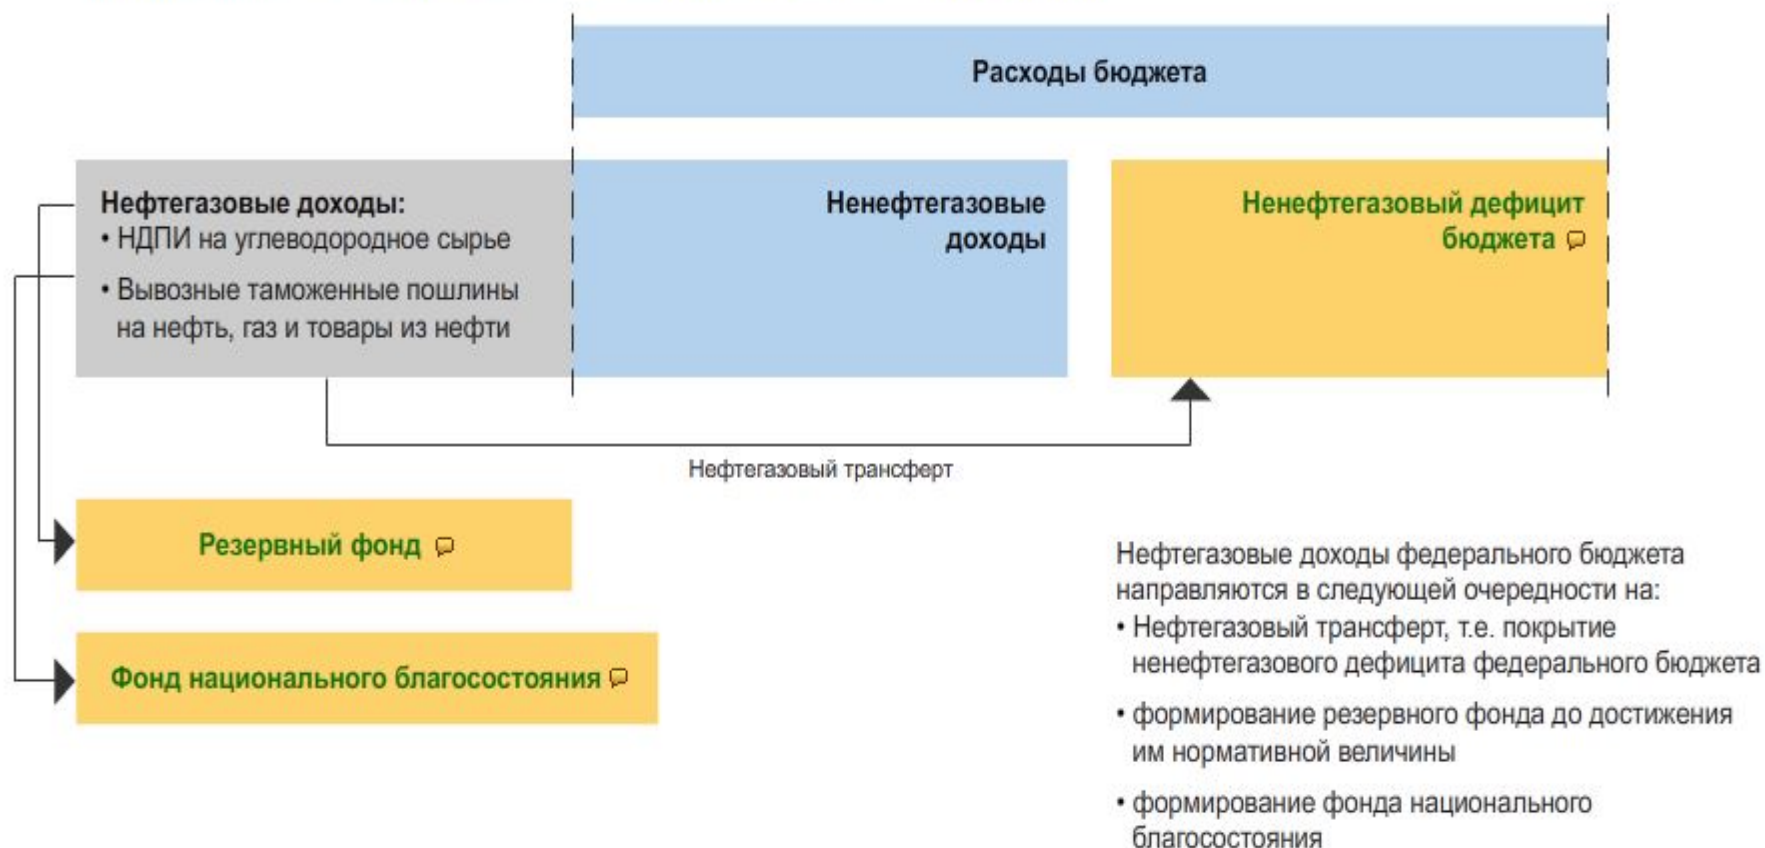 Расходы бюджета
Нефтегазовые доходы:
• НДПИ на углеводородное сырье
• Вывозные таможенные пошлины
на нефть, газ и товары из нефти
Ненефтегазовые
доходы
Ненефтегазовый дефицит
бюджета
Нефтегазовый трансферт
Резервный фонд
Фонд национального благосостояния
Нефтегазовые доходы федерального бюджета
направляются в следующей очередности на:
• Нефтегазовый трансферт, т.е. покрытие
ненефтегазового дефицита федерального бюджета
• формирование резервного фонда до достижения
им нормативной величины
• формирование фонда национального
благосостояния